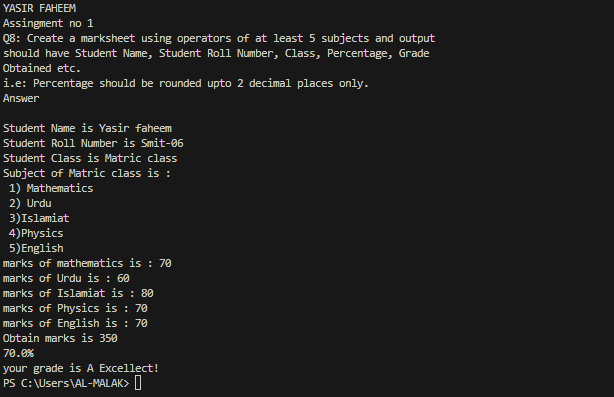 YASIR FAHEEM
Assingment no 1
Q8: Create a marksheet using operators of at least 5 subjects and output
should have Student Name, Student Roll Number, Class, Percentage, Grade
Obtained etc.
i.e: Percentage should be rounded upto 2 decimal places only.
Answer
Student Name is Yasir faheem
Student Roll Number is Smit-06
Student Class is Matric class
Subject of Matric class is :
1) Mathematics
2) Urdu
3)Islamiat
4)Physics
5)English
marks of mathematics is : 70
marks of Urdu is : 60
marks of Islamiat is : 80
marks of Physics is : 70
marks of English is : 70
Obtain marks is 350
70.0%
your grade is A Excellect!
PS C:\Users\AL-MALAK>